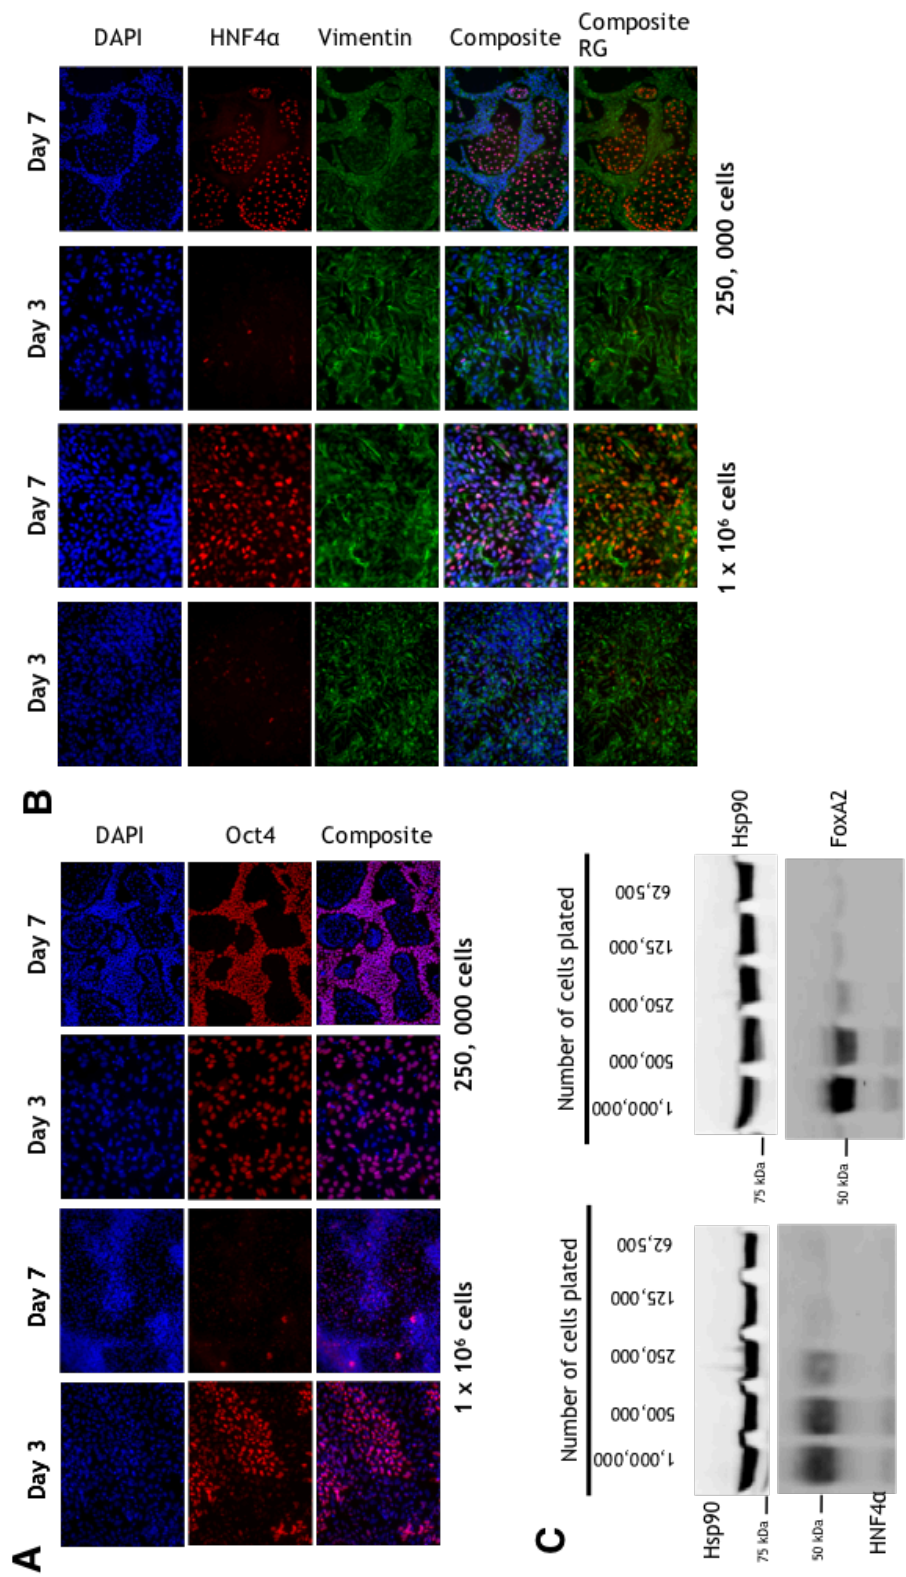 A
Day 3
Day 7
Day 3
Day 7
DAPI
Oct4
Composite
1 x 10⁶ cells
250, 000 cells
B
Day 3
Day 7
Day 3
Day 7
DAPI
HNF4α
Vimentin
Composite
Composite
RG
1 x 10⁶ cells
250, 000 cells
C
Number of cells plated
1,000,000
500,000
250,000
125,000
62,500
Hsp90
75 kDa
50 kDa
HNF4α
Number of cells plated
1,000,000
500,000
250,000
125,000
62,500
Hsp90
75 kDa
50 kDa
FoxA2